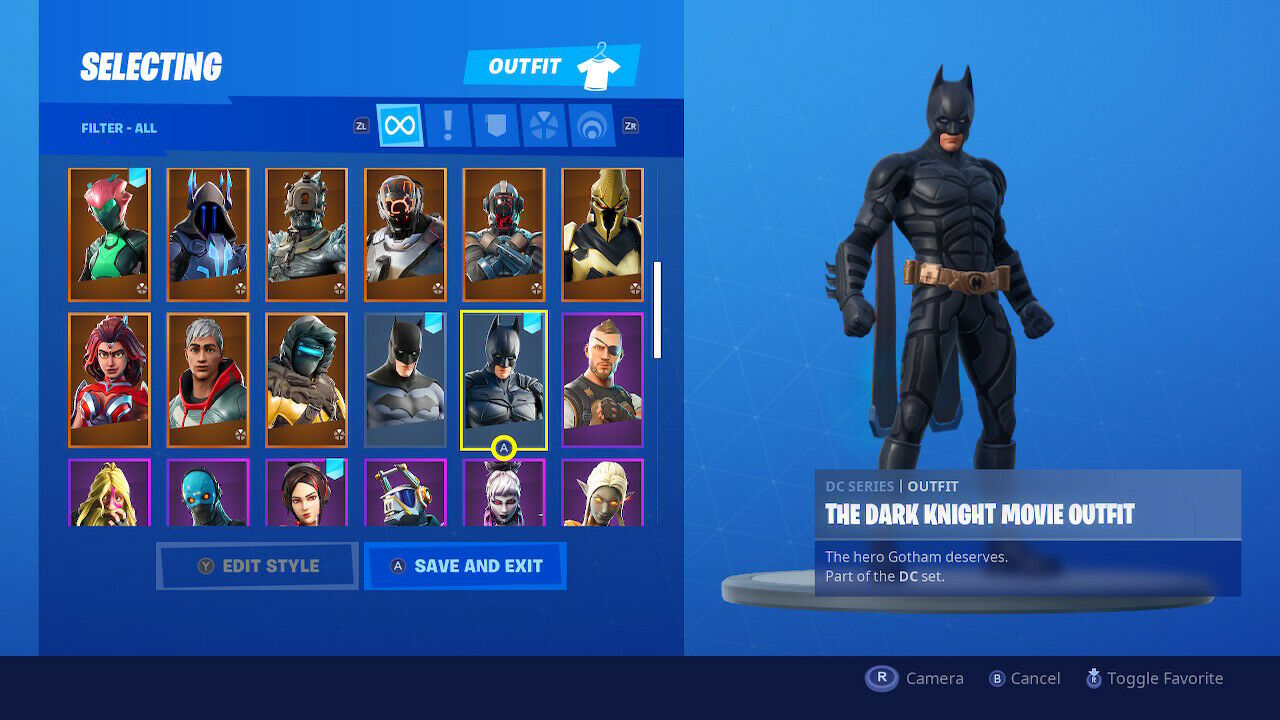 SELECTING
OUTFIT
FILTER - ALL
ZL
ZR
A
DC SERIES | OUTFIT
THE DARK KNIGHT MOVIE OUTFIT
The hero Gotham deserves.
Part of the DC set.
Y EDIT STYLE
A SAVE AND EXIT
R Camera
B Cancel
R Toggle Favorite